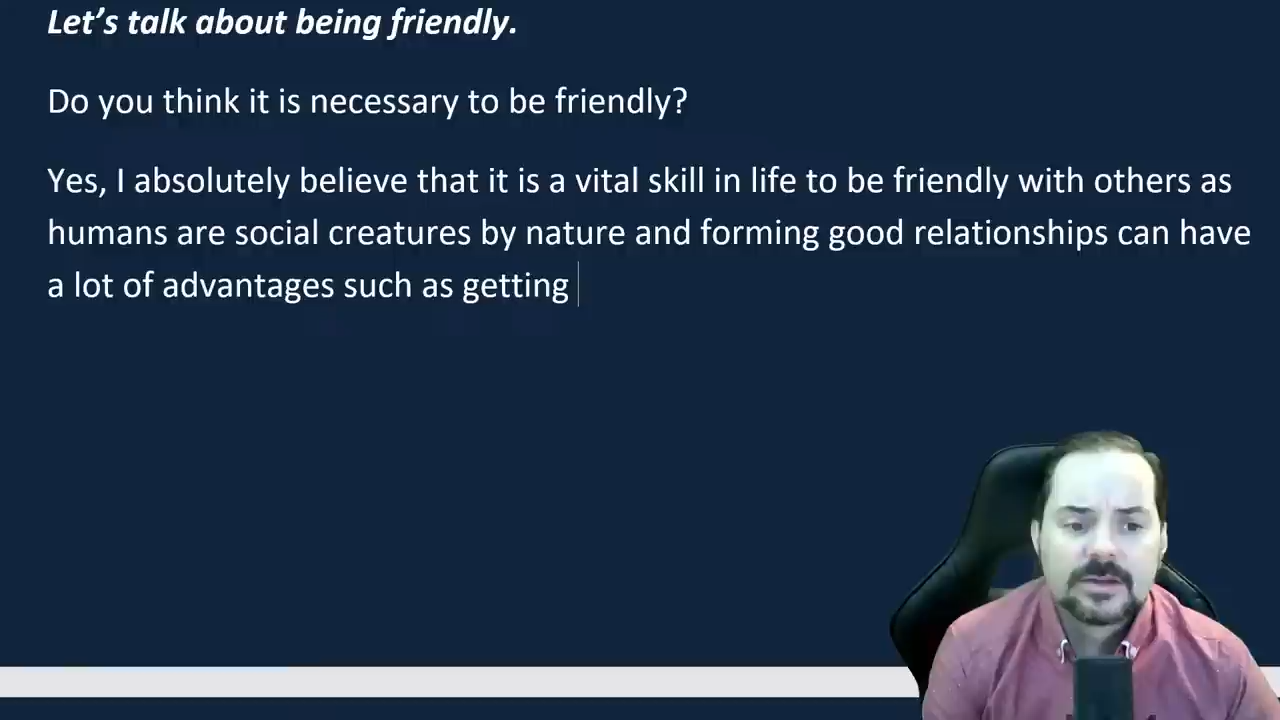 Let’s talk about being friendly.
Do you think it is necessary to be friendly?
Yes, I absolutely believe that it is a vital skill in life to be friendly with others as
humans are social creatures by nature and forming good relationships can have
a lot of advantages such as getting